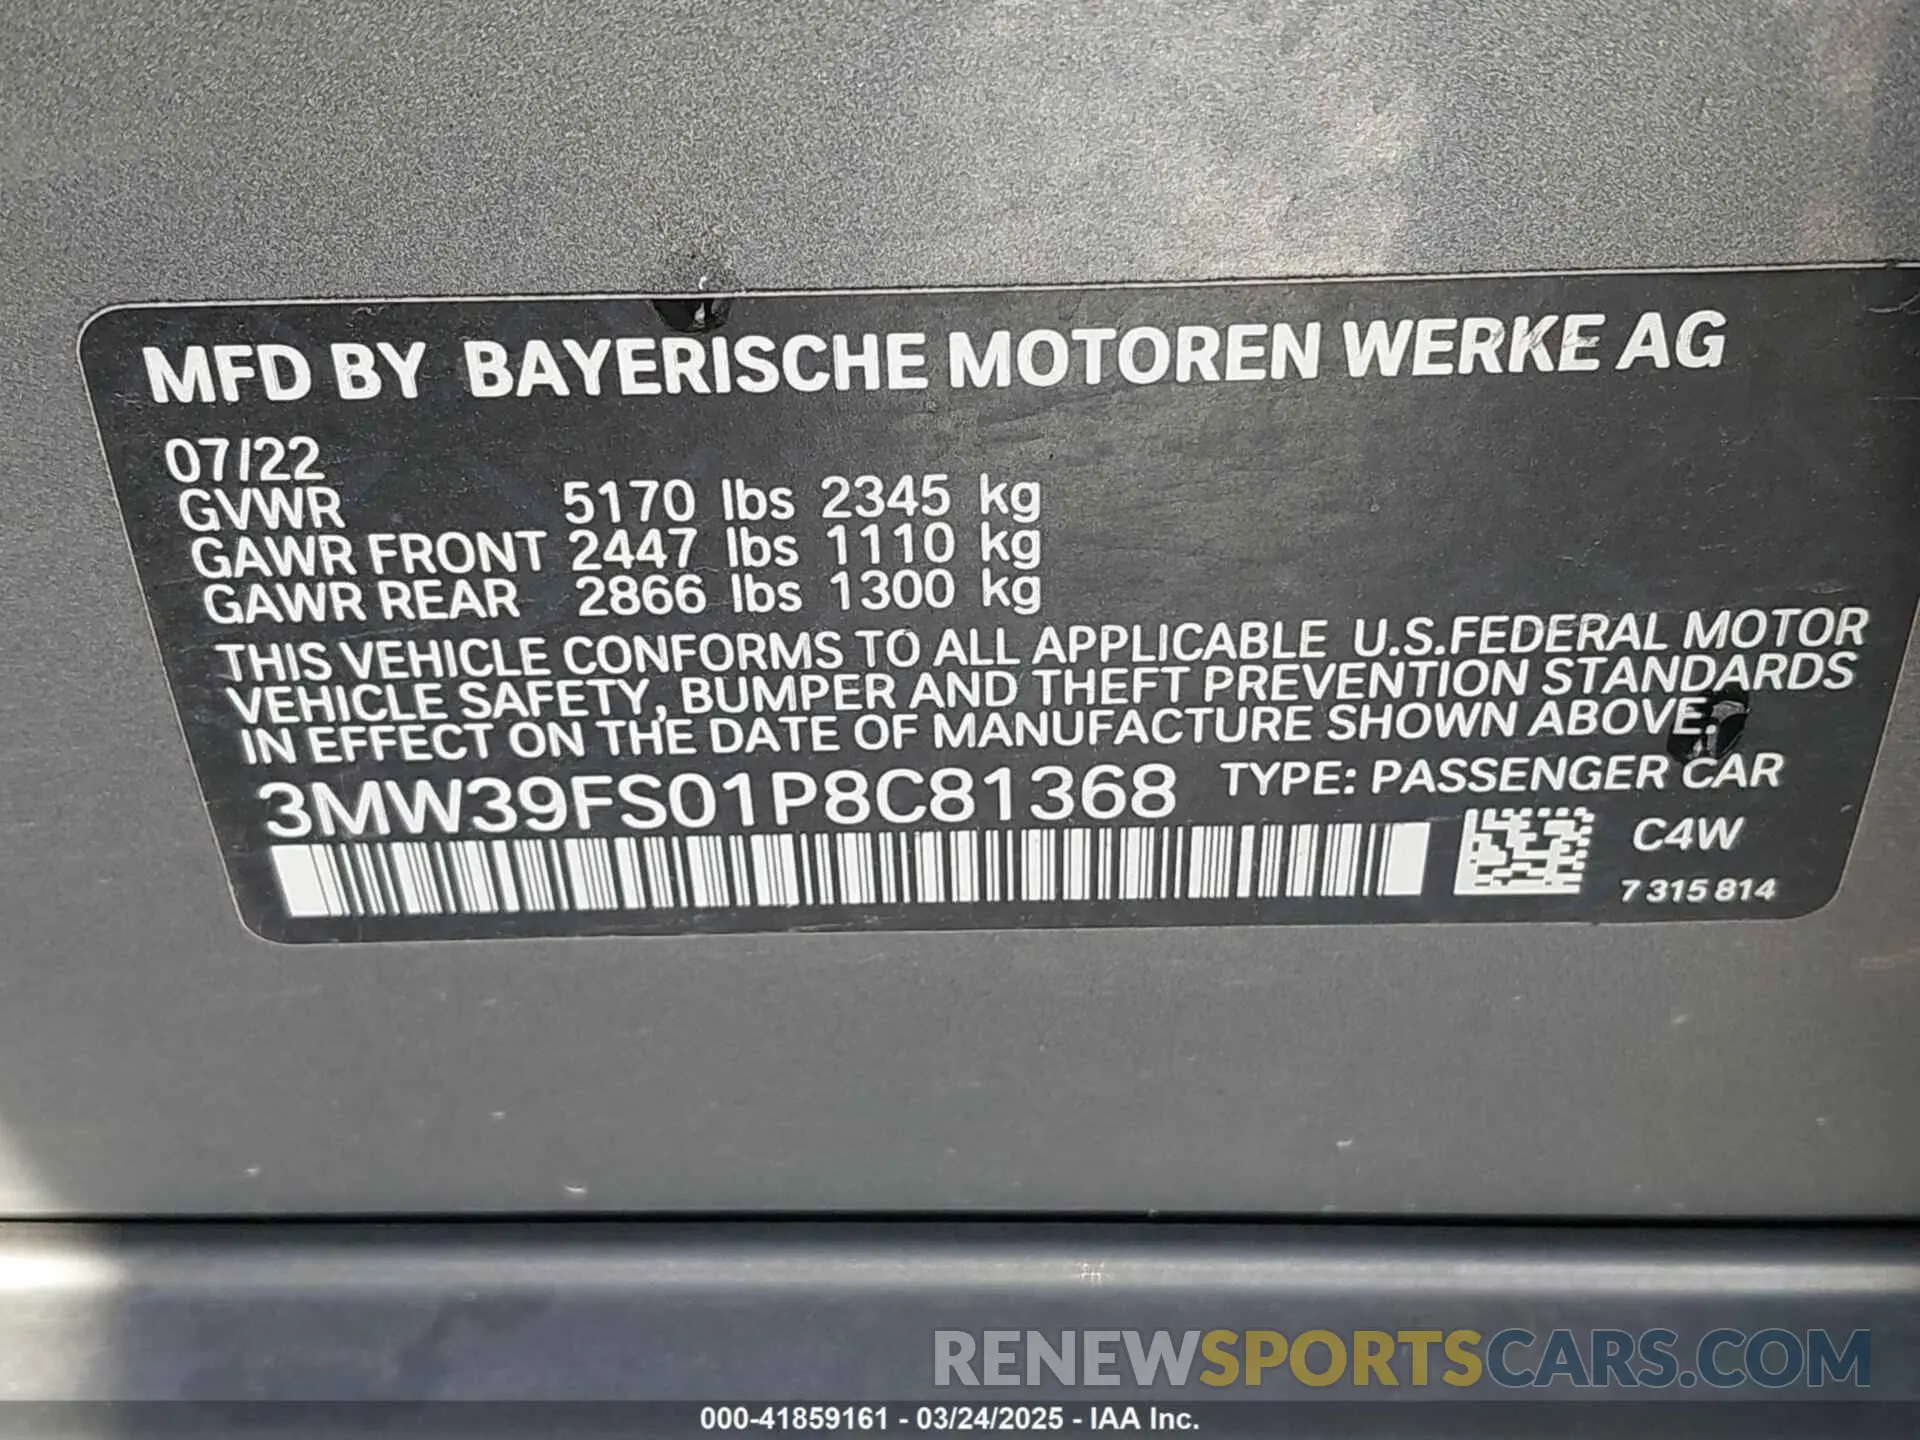 MFD BY BAYERISCHE MOTOREN WERKE AG
07/22
GVWR 5170 lbs 2345 kg
GAWR FRONT 2447 lbs 1110 kg
GAWR REAR 2866 lbs 1300 kg
THIS VEHICLE CONFORMS TO ALL APPLICABLE U.S.FEDERAL MOTOR
VEHICLE SAFETY, BUMPER AND THEFT PREVENTION STANDARDS
IN EFFECT ON THE DATE OF MANUFACTURE SHOWN ABOVE.
3MW39FS01P8C81368 TYPE: PASSENGER CAR
C4W
7 315 814
RENEWSPORTSCARS.COM
000-41859161 - 03/24/2025 - IAA Inc.